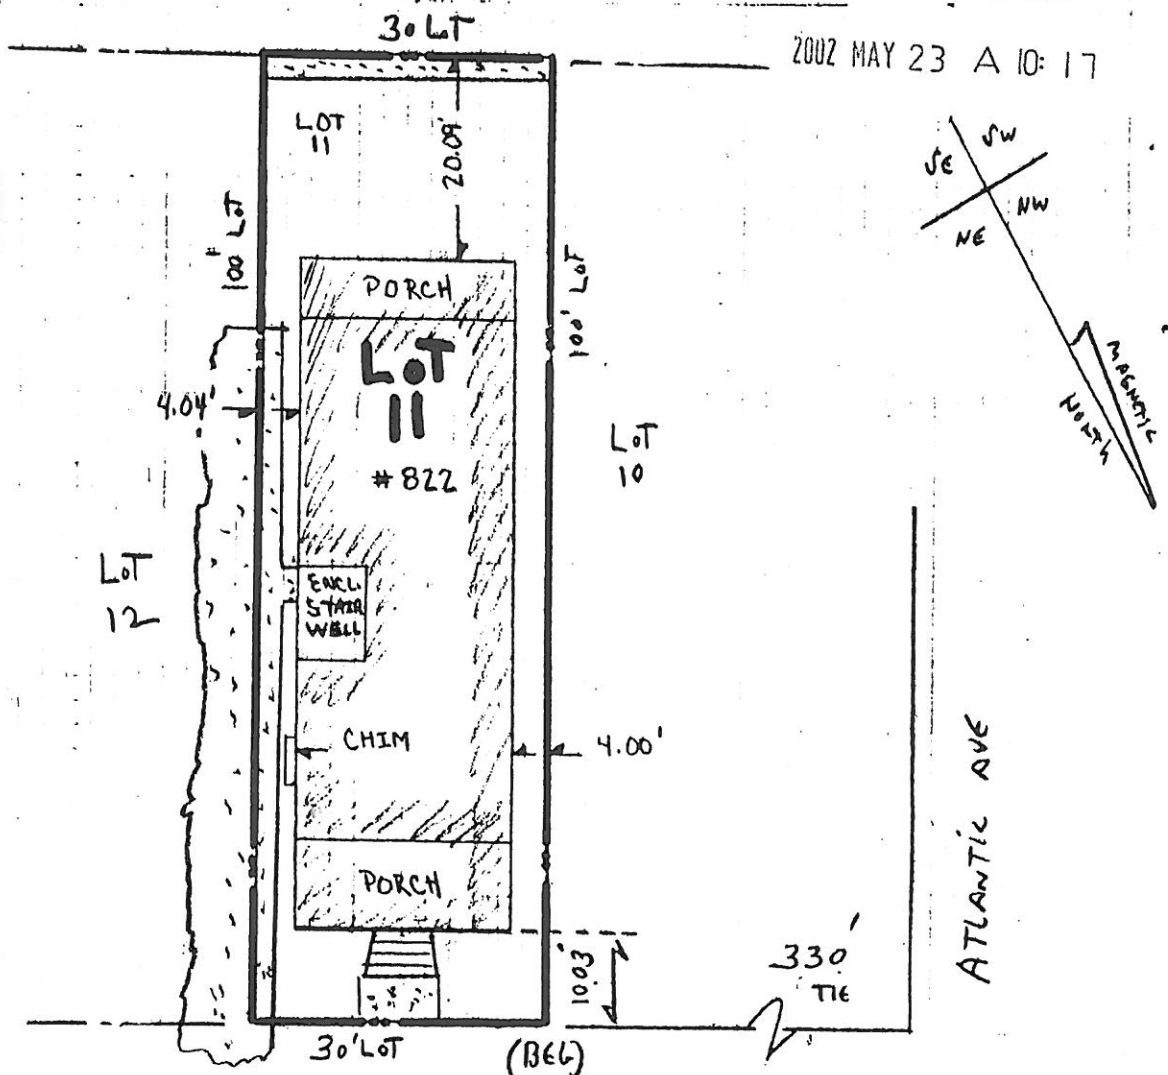 30 LOT
2002 MAY 23 A 10: 17
LOT
11
20.09'
SE
SW
NE
NW
100' LOT
PORCH
100' LOT
LOT
11
4.04'
#822
LOT
10
MAGNETIC
NORTH
LOT
12
ENCL.
STAIR
WELL
CHIM
4.00'
ATLANTIC AVE
PORCH
10.03'
330'
TIE
30' LOT
(BEG)